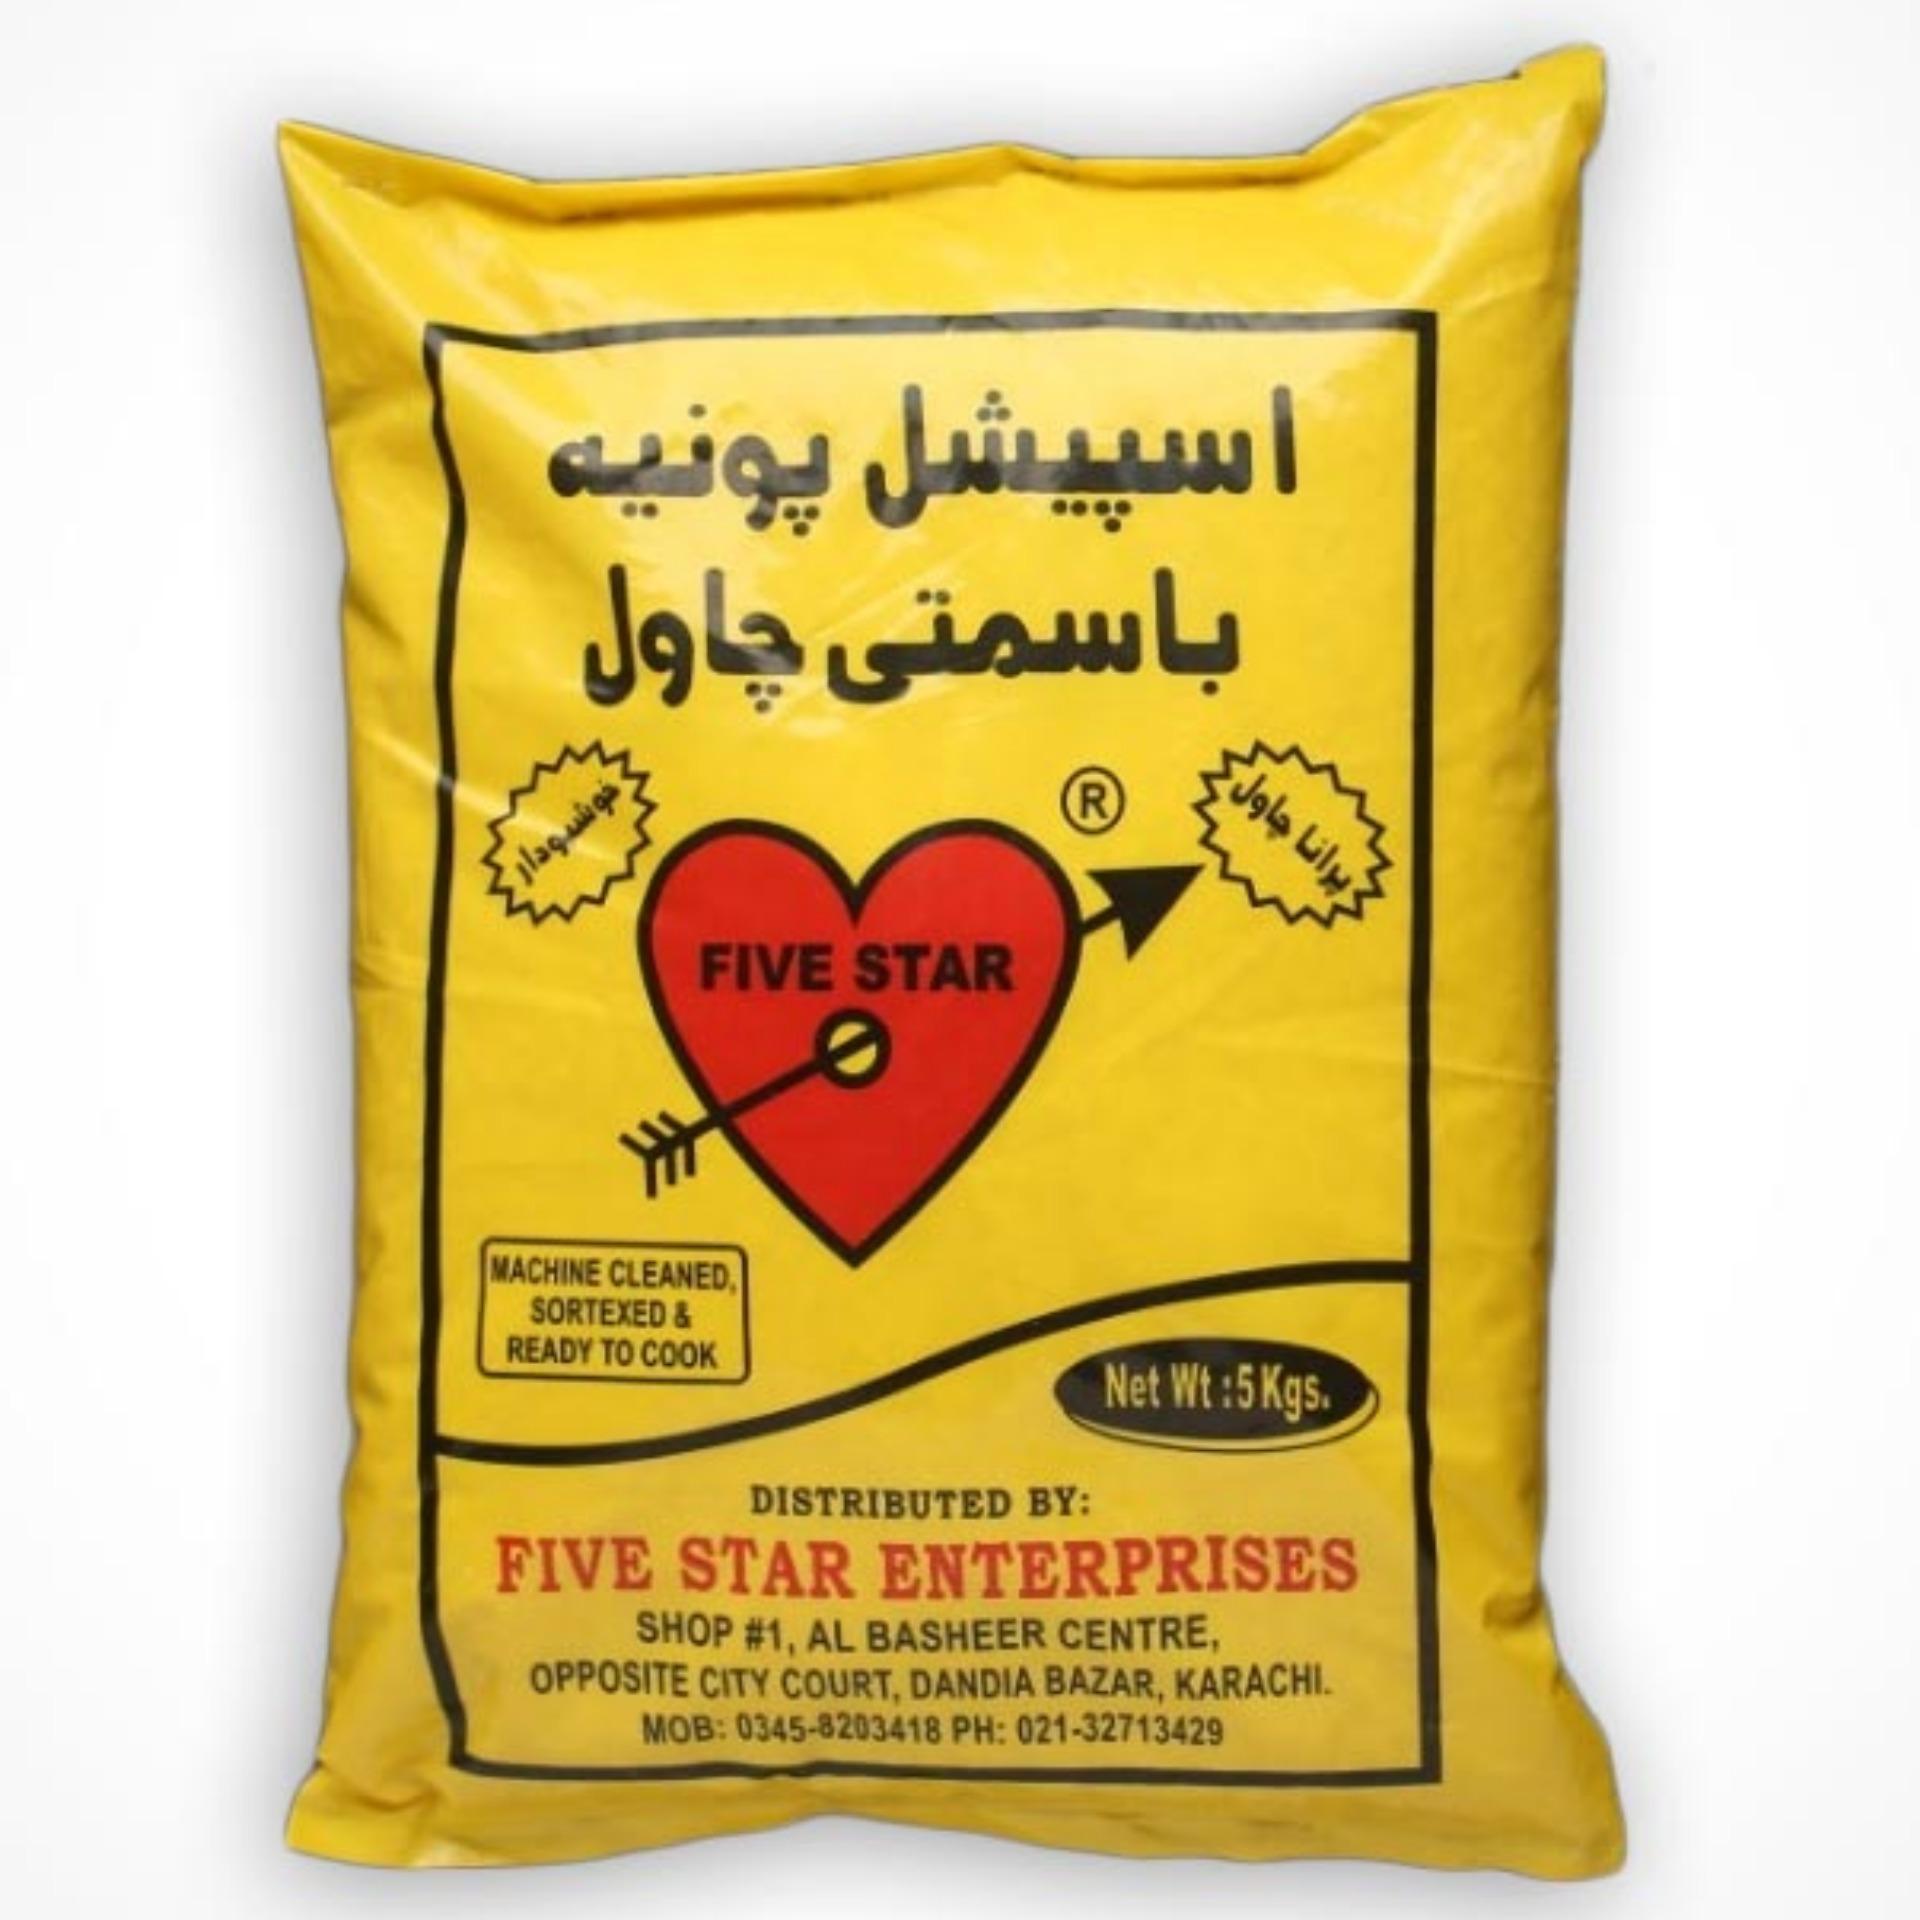 اسپیشل پونیہ
باسمتی چاول
خوشبودار
®
پرانا چاول
FIVE STAR
MACHINE CLEANED,
SORTEXED &
READY TO COOK
Net Wt :5Kgs.
DISTRIBUTED BY:
FIVE STAR ENTERPRISES
SHOP #1, AL BASHEER CENTRE,
OPPOSITE CITY COURT, DANDIA BAZAR, KARACHI.
MOB: 0345-8203418 PH: 021-32713429